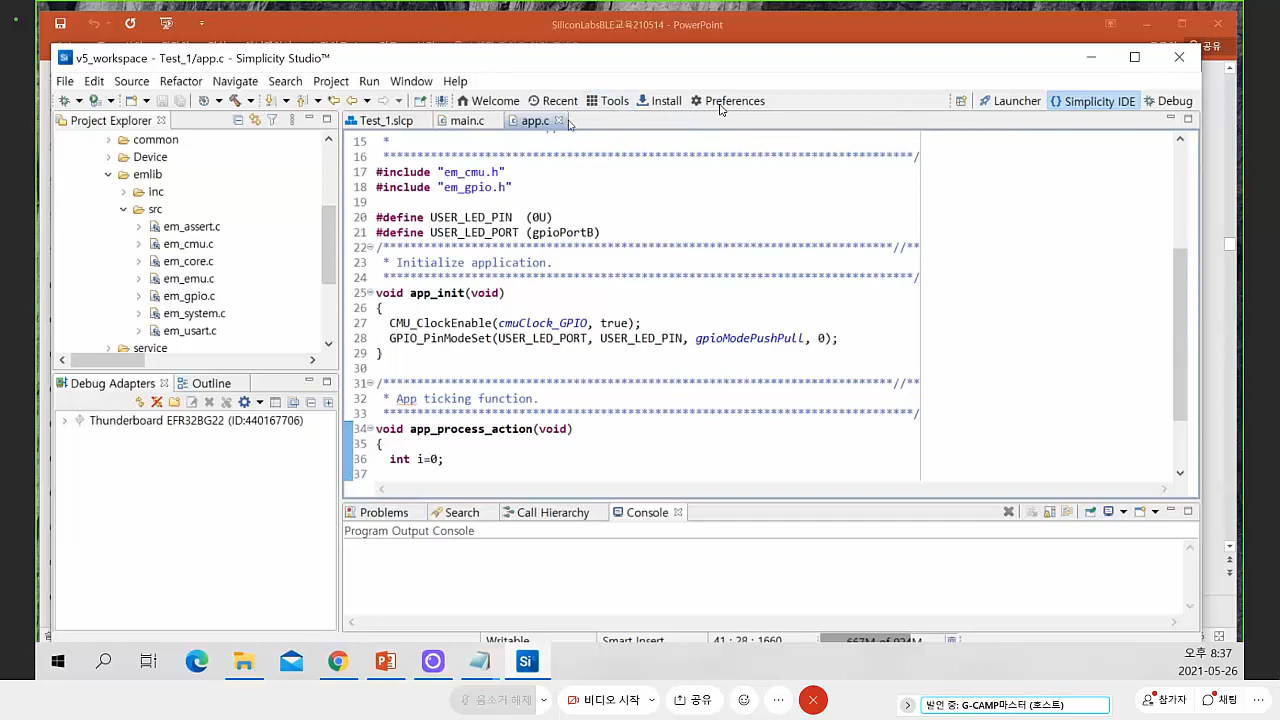 SiliconLabsBLE교육210514 - PowerPoint
공유
v5_workspace - Test_1/app.c - Simplicity Studio™
File Edit Source Refactor Navigate Search Project Run Window Help
Welcome Recent Tools Install Preferences Launcher {} Simplicity IDE Debug
Project Explorer
common
Device
emlib
inc
src
em_assert.c
em_cmu.c
em_core.c
em_emu.c
em_gpio.c
em_system.c
em_usart.c
service
Debug Adapters Outline
Thunderboard EFR32BG22 (ID:440167706)
Test_1.slcp main.c app.c
15 *
16 ******************************************************************************/
17 #include "em_cmu.h"
18 #include "em_gpio.h"
19
20 #define USER_LED_PIN (0U)
21 #define USER_LED_PORT (gpioPortB)
22 /***************************************************************************//**
23 * Initialize application.
24 ******************************************************************************/
25 void app_init(void)
26 {
27 CMU_ClockEnable(cmuClock_GPIO, true);
28 GPIO_PinModeSet(USER_LED_PORT, USER_LED_PIN, gpioModePushPull, 0);
29 }
30
31 /***************************************************************************//**
32 * App ticking function.
33 ******************************************************************************/
34 void app_process_action(void)
35 {
36 int i=0;
37
Problems Search Call Hierarchy Console
Program Output Console
Writable Smart Insert 41 : 28 : 1660 667M of 924M
오후 8:37
2021-05-26
음소거 해제 비디오 시작 공유
발언 중: G-CAMP마스터 (호스트)
참가자 채팅